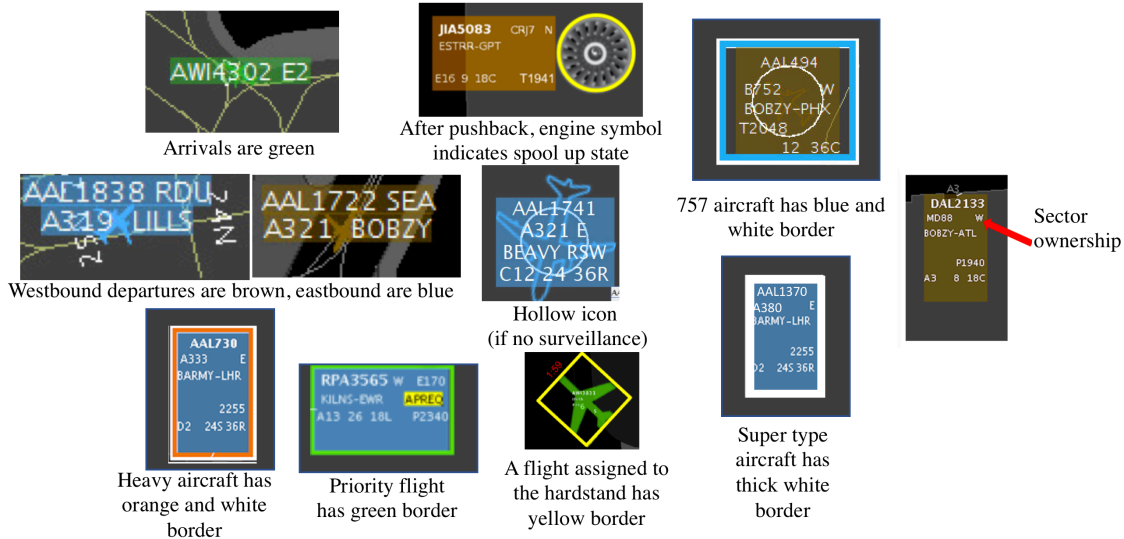 AWI4302 E2
Arrivals are green
JIA5083 CRJ7 N
ESTRR-GPT
E16 9 18C T1941
After pushback, engine symbol
indicates spool up state
AAL494
B752 W
BOBZY-PHX
T2048
12 36C
757 aircraft has blue and
white border
AAL1838 RDU
A319 LILLS
AAL1722 SEA
A321 BOBZY
Westbound departures are brown, eastbound are blue
AAL1741
A321 E
BEAVY RSW
C12 24 36R
Hollow icon
(if no surveillance)
A3
DAL2133
MD88 W
BOBZY-ATL
P1940
A3 8 18C
Sector
ownership
AAL730
A333 E
BARMY-LHR
2255
D2 24S 36R
Heavy aircraft has
orange and white
border
RPA3565 W E170
KILNS-EWR APREQ
A13 26 18L P2340
Priority flight
has green border
1:59
A flight assigned to
the hardstand has
yellow border
AAL1370
A380 E
BARMY-LHR
2255
D2 24S 36R
Super type
aircraft has
thick white
border